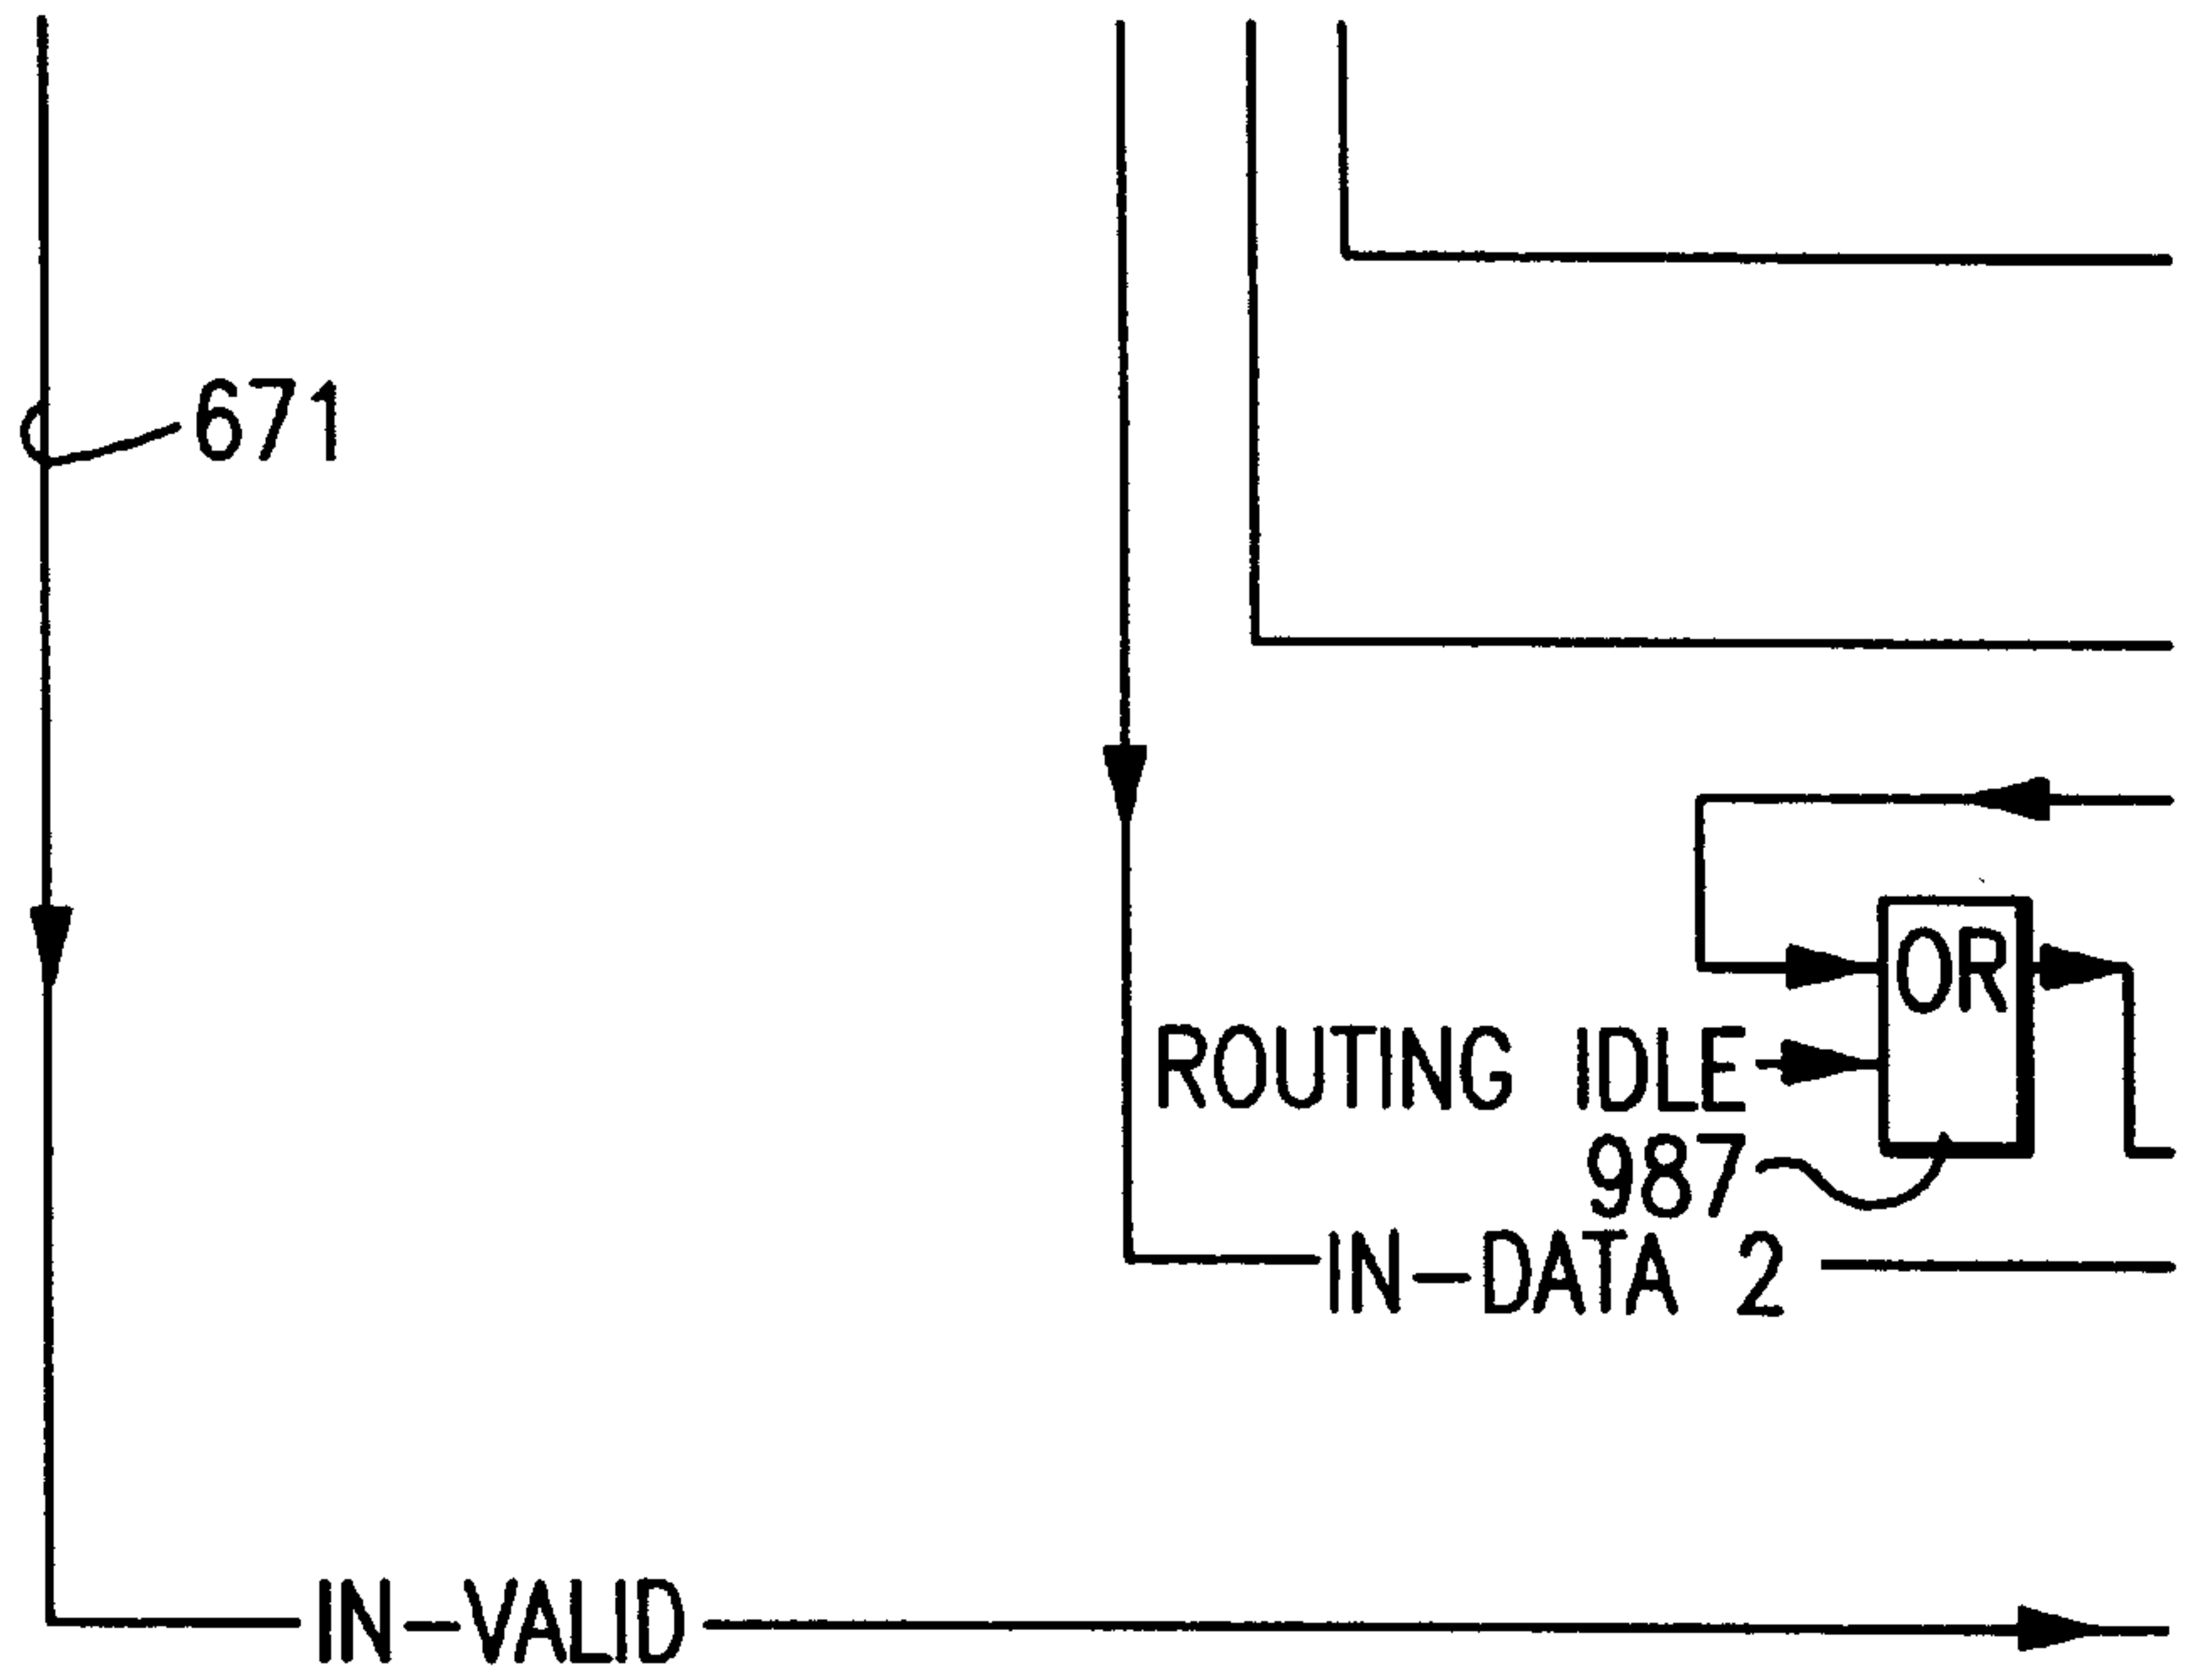 671
OR
ROUTING IDLE
987
IN-DATA 2
IN-VALID